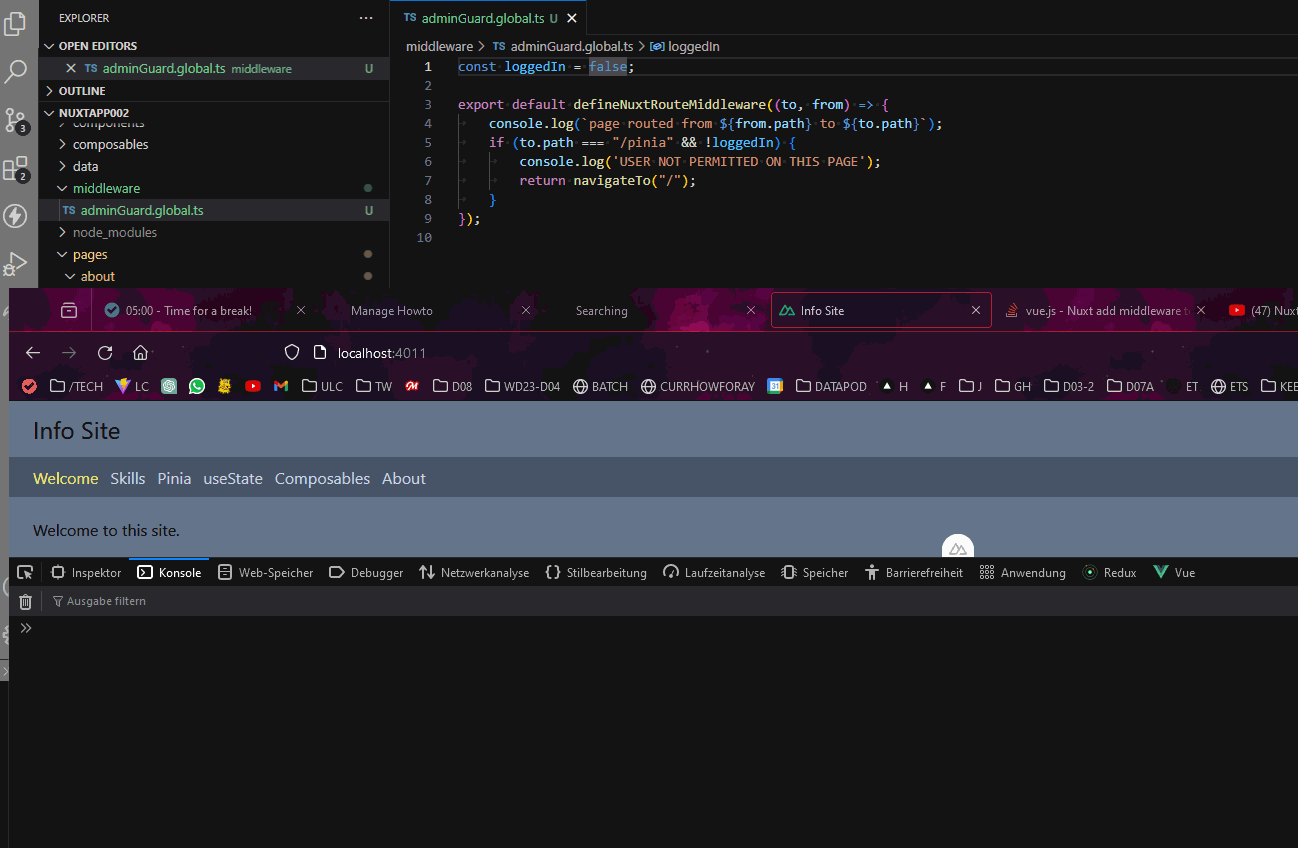 EXPLORER
OPEN EDITORS
TS adminGuard.global.ts middleware U
OUTLINE
NUXTAPP002
components
composables
data
middleware
TS adminGuard.global.ts U
node_modules
pages
about
3
2
TS adminGuard.global.ts U
middleware > TS adminGuard.global.ts > loggedIn
1 const loggedIn = false;
2
3 export default defineNuxtRouteMiddleware((to, from) => {
4 console.log(`page routed from ${from.path} to ${to.path}`);
5 if (to.path === "/pinia" && !loggedIn) {
6 console.log('USER NOT PERMITTED ON THIS PAGE');
7 return navigateTo("/");
8 }
9 });
10
05:00 - Time for a break! Manage Howto Searching Info Site vue.js - Nuxt add middleware t (47) Nuxt
localhost:4011
/TECH LC ULC TW D08 WD23-D04 BATCH CURRHOWFORAY 31 DATAPOD H F J GH D03-2 D07A ET ETS KEE
Info Site
Welcome Skills Pinia useState Composables About
Welcome to this site.
Inspektor Konsole Web-Speicher Debugger Netzwerkanalyse Stilbearbeitung Laufzeitanalyse Speicher Barrierefreiheit Anwendung Redux Vue
Ausgabe filtern